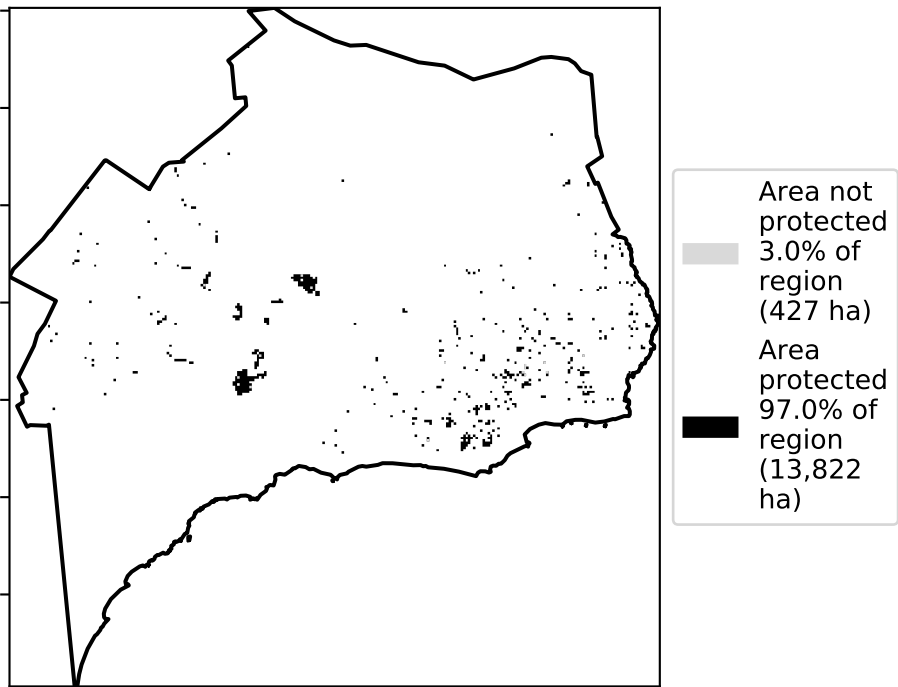 Area not
protected
3.0% of
region
(427 ha)
Area
protected
97.0% of
region
(13,822
ha)